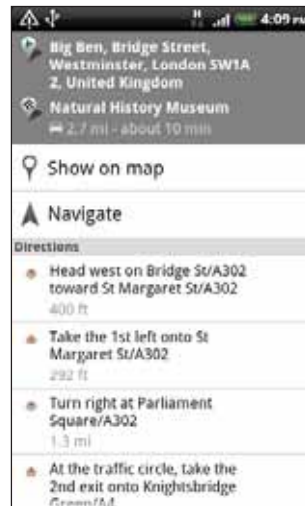 H
4:09 PM
Big Ben, Bridge Street,
Westminster, London SW1A
2, United Kingdom
Natural History Museum
2.7 mi - about 10 min
Show on map
Navigate
Directions
Head west on Bridge St/A302
toward St Margaret St/A302
400 ft
Take the 1st left onto St
Margaret St/A302
292 ft
Turn right at Parliament
Square/A302
1.3 mi
At the traffic circle, take the
2nd exit onto Knightsbridge
Green/A4